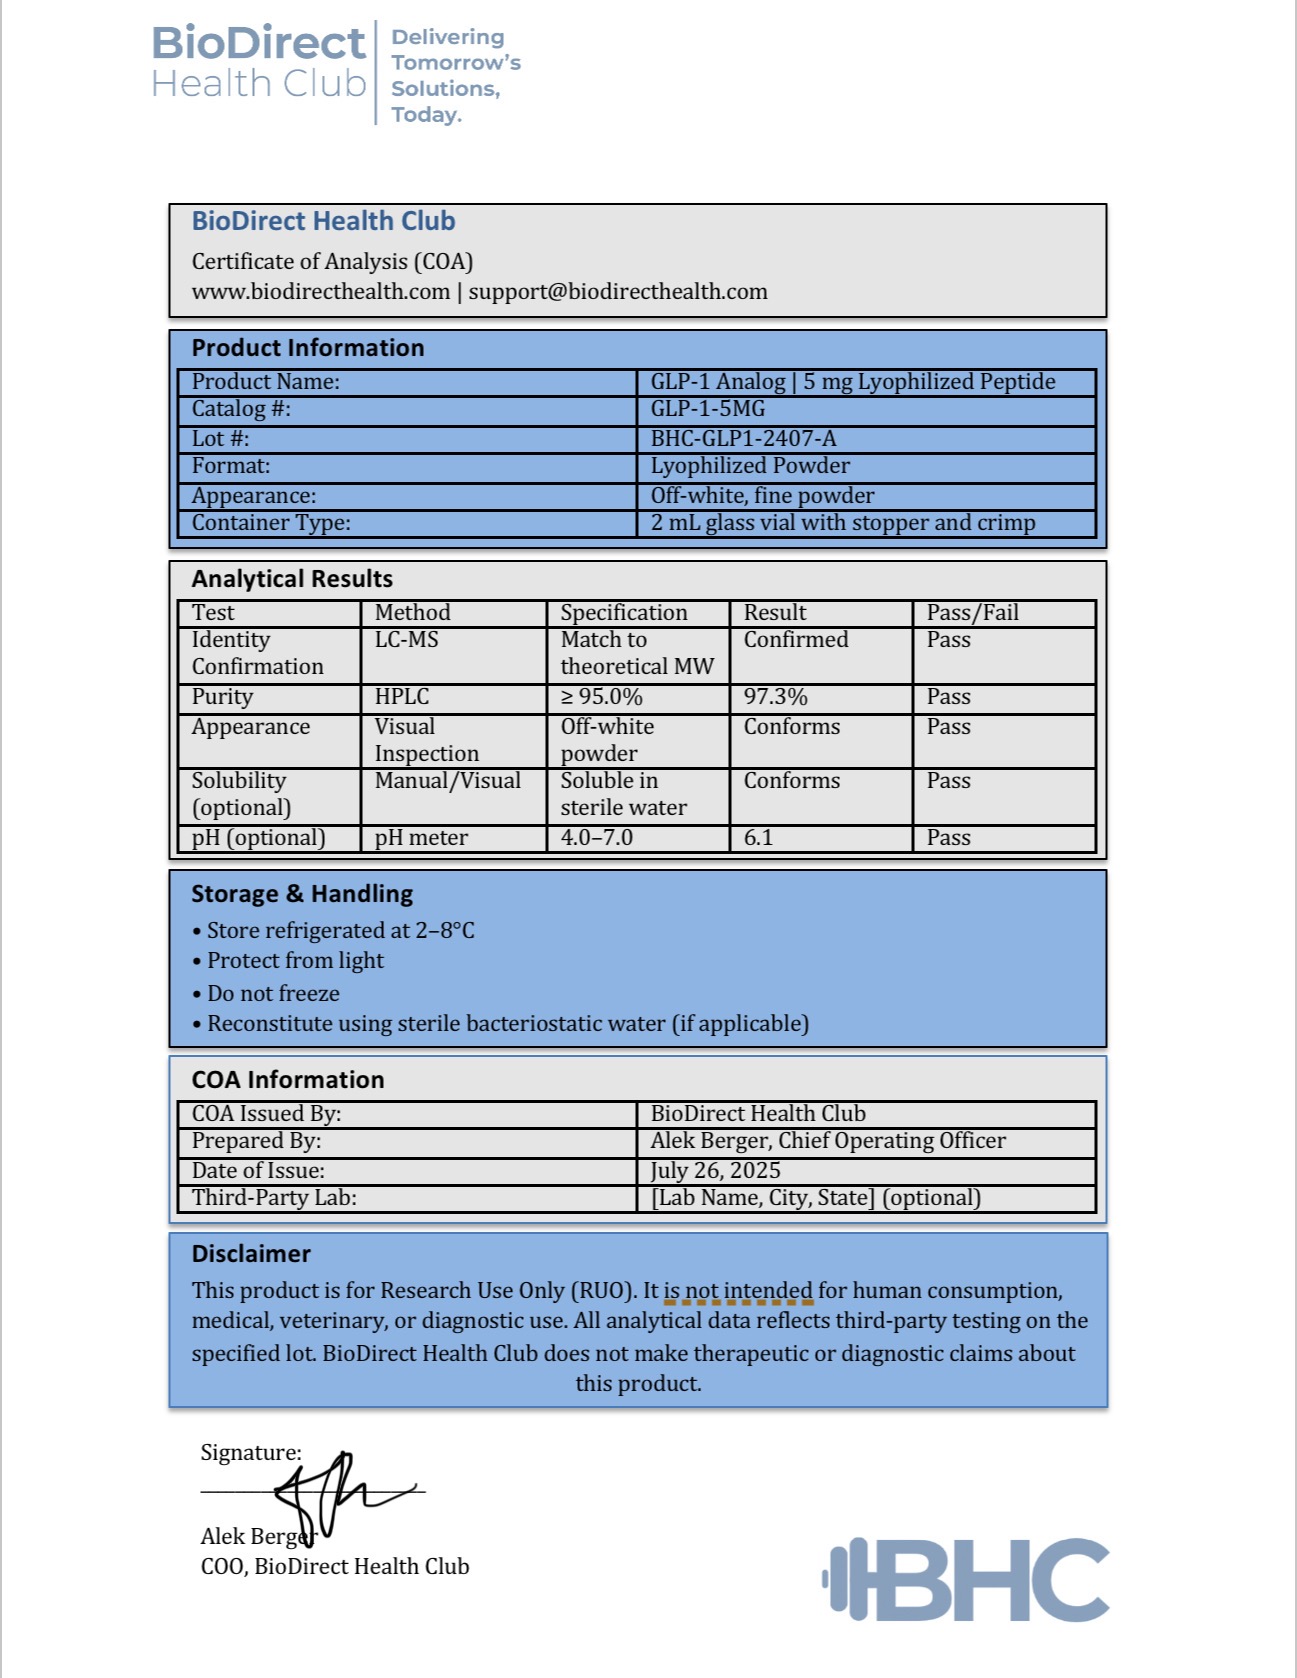 BioDirect
Health Club
Delivering
Tomorrow's
Solutions,
Today.
BioDirect Health Club
Certificate of Analysis (COA)
www.biodirecthealth.com | support@biodirecthealth.com
Product Information
Product Name: GLP-1 Analog | 5 mg Lyophilized Peptide
Catalog #: GLP-1-5MG
Lot #: BHC-GLP1-2407-A
Format: Lyophilized Powder
Appearance: Off-white, fine powder
Container Type: 2 mL glass vial with stopper and crimp
Analytical Results
Test Method Specification Result Pass/Fail
Identity LC-MS Match to Confirmed Pass
Confirmation theoretical MW
Purity HPLC ≥ 95.0% 97.3% Pass
Appearance Visual Off-white Conforms Pass
Inspection powder
Solubility Manual/Visual Soluble in Conforms Pass
(optional) sterile water
pH (optional) pH meter 4.0–7.0 6.1 Pass
Storage & Handling
• Store refrigerated at 2–8°C
• Protect from light
• Do not freeze
• Reconstitute using sterile bacteriostatic water (if applicable)
COA Information
COA Issued By: BioDirect Health Club
Prepared By: Alek Berger, Chief Operating Officer
Date of Issue: July 26, 2025
Third-Party Lab: [Lab Name, City, State] (optional)
Disclaimer
This product is for Research Use Only (RUO). It is not intended for human consumption,
medical, veterinary, or diagnostic use. All analytical data reflects third-party testing on the
specified lot. BioDirect Health Club does not make therapeutic or diagnostic claims about
this product.
Signature:
Alek Berger
COO, BioDirect Health Club
BHC